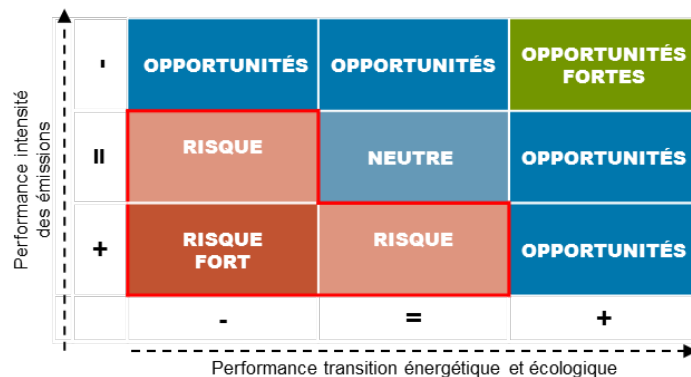 Performance intensité
des émissions
-
OPPORTUNITÉS
OPPORTUNITÉS
OPPORTUNITÉS
FORTES
=
RISQUE
NEUTRE
OPPORTUNITÉS
+
RISQUE
FORT
RISQUE
OPPORTUNITÉS
-
=
+
Performance transition énergétique et écologique